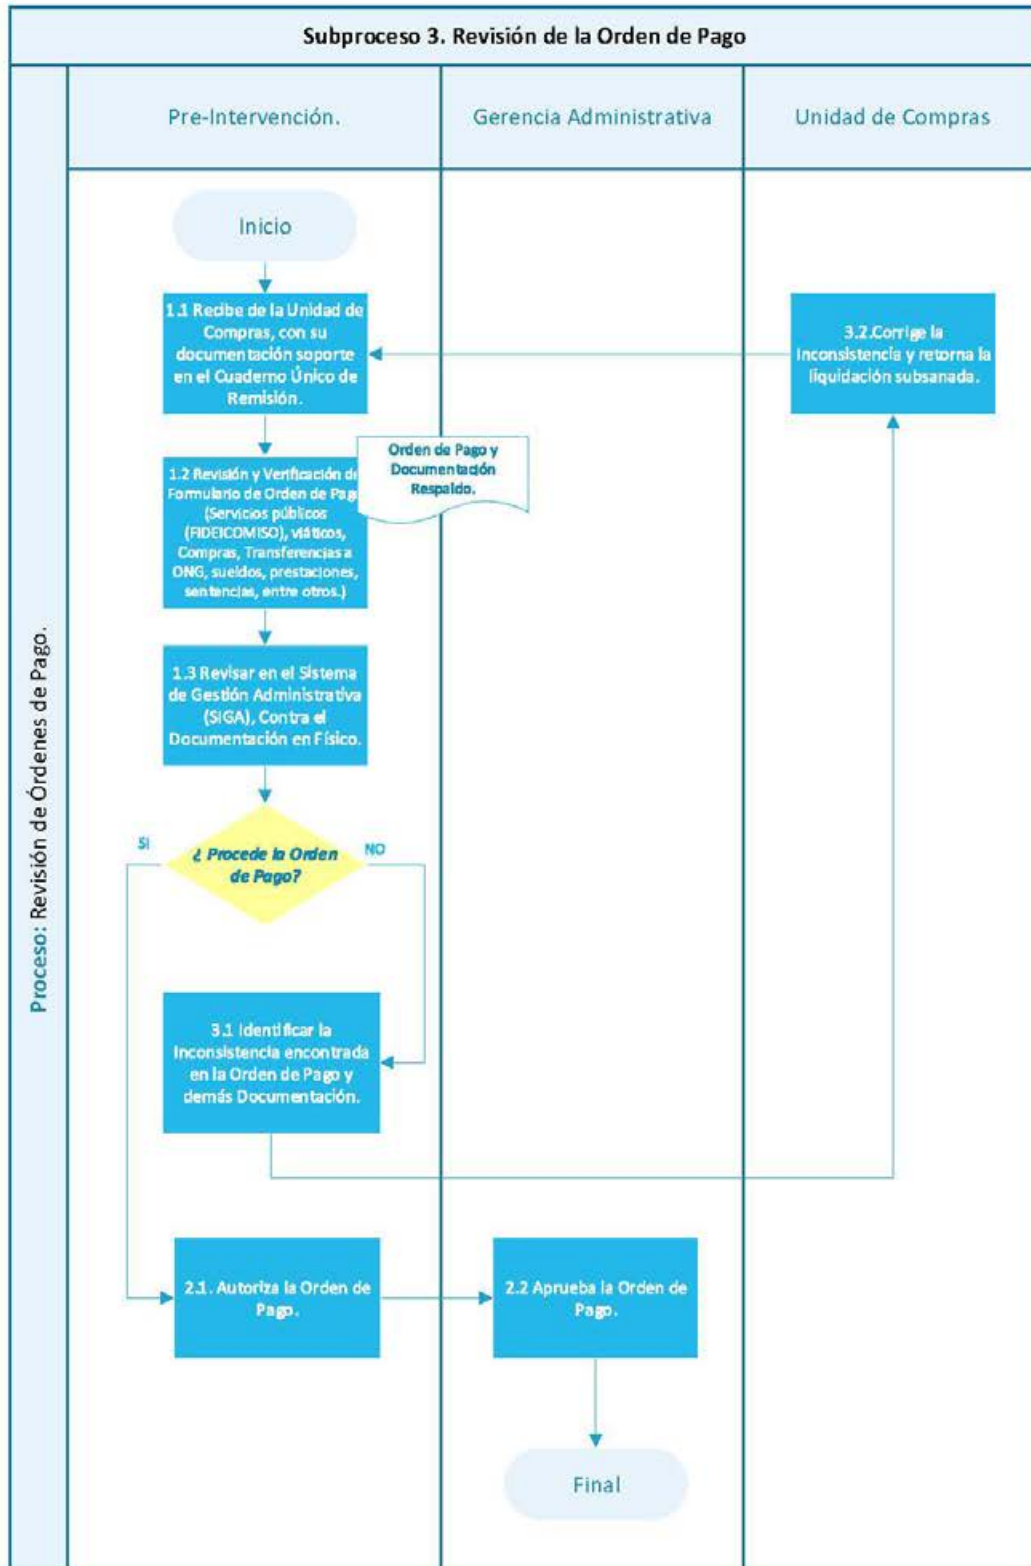 Subproceso 3. Revisión de la Orden de Pago
Pre-Intervención.
Gerencia Administrativa
Unidad de Compras
Proceso: Revisión de Órdenes de Pago.
Inicio
1.1 Recibe de la Unidad de
Compras, con su
documentación soporte
en el Cuaderno Único de
Remisión.
3.2.Corrige la
Inconsistencia y retorna la
liquidación subsanada.
Orden de Pago y
Documentación
Respaldo.
1.2 Revisión y Verificación de
Formulario de Orden de Pago
(Servicios públicos
(FIDEICOMISO), viáticos,
Compras, Transferencias a
ONG, sueldos, prestaciones,
sentencias, entre otros.)
1.3 Revisar en el Sistema
de Gestión Administrativa
(SIGA), Contra el
Documentación en Físico.
SI
¿ Procede la Orden
de Pago?
NO
3.1 Identificar la
Inconsistencia encontrada
en la Orden de Pago y
demás Documentación.
2.1. Autoriza la Orden de
Pago.
2.2 Aprueba la Orden de
Pago.
Final